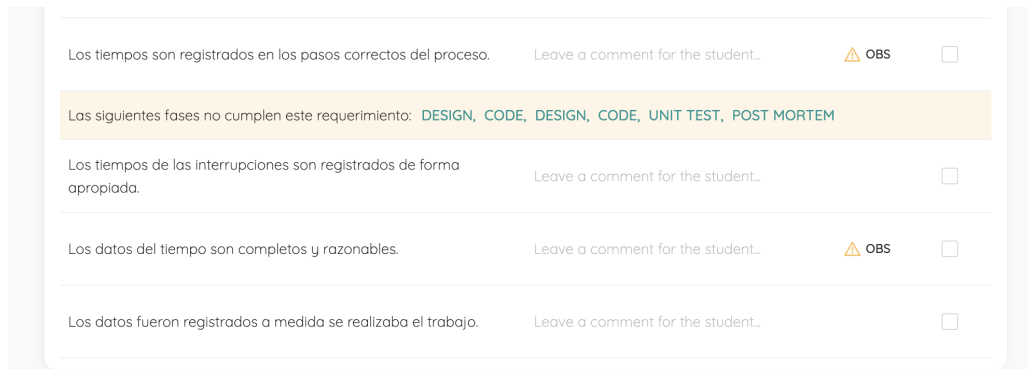 Los tiempos son registrados en los pasos correctos del proceso. Leave a comment for the student... OBS
Las siguientes fases no cumplen este requerimiento: DESIGN, CODE, DESIGN, CODE, UNIT TEST, POST MORTEM
Los tiempos de las interrupciones son registrados de forma
apropiada.
Leave a comment for the student...
Los datos del tiempo son completos y razonables. Leave a comment for the student... OBS
Los datos fueron registrados a medida se realizaba el trabajo. Leave a comment for the student...